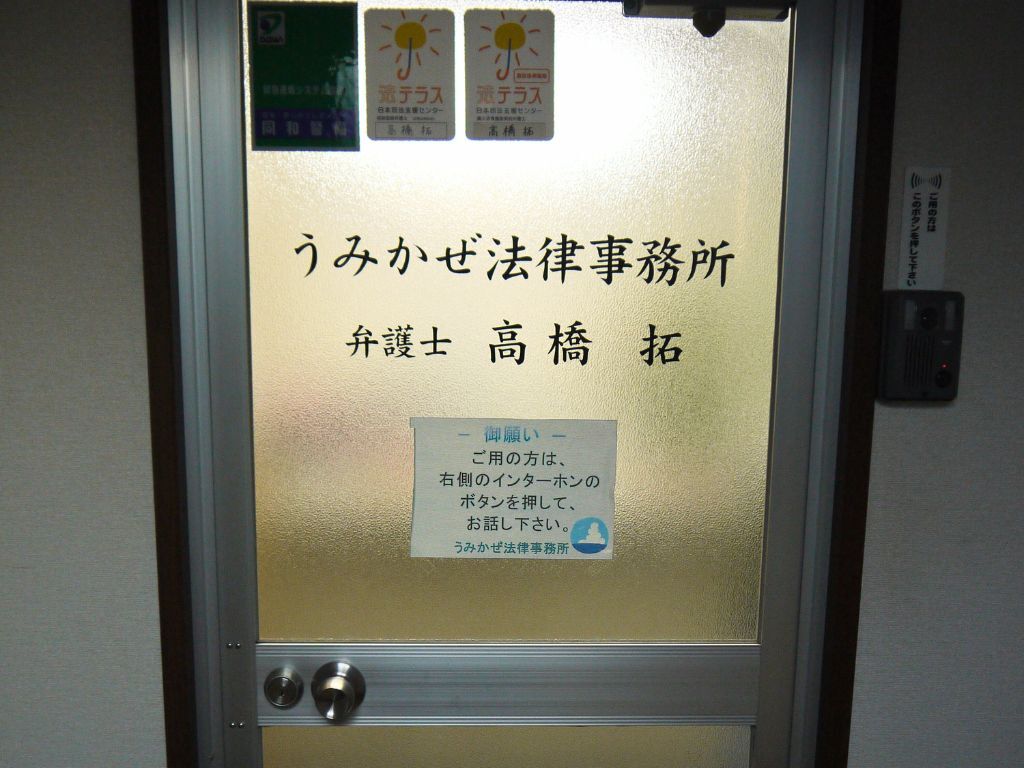 同和警備
法テラス
日本司法支援センター
高橋 拓
法テラス
日本司法支援センター
高橋 拓
うみかぜ法律事務所
弁護士 高橋 拓
― 御願い ―
ご用の方は、
右側のインターホンの
ボタンを押して、
お話し下さい。
うみかぜ法律事務所
ご用の方は
このボタンを押して下さい